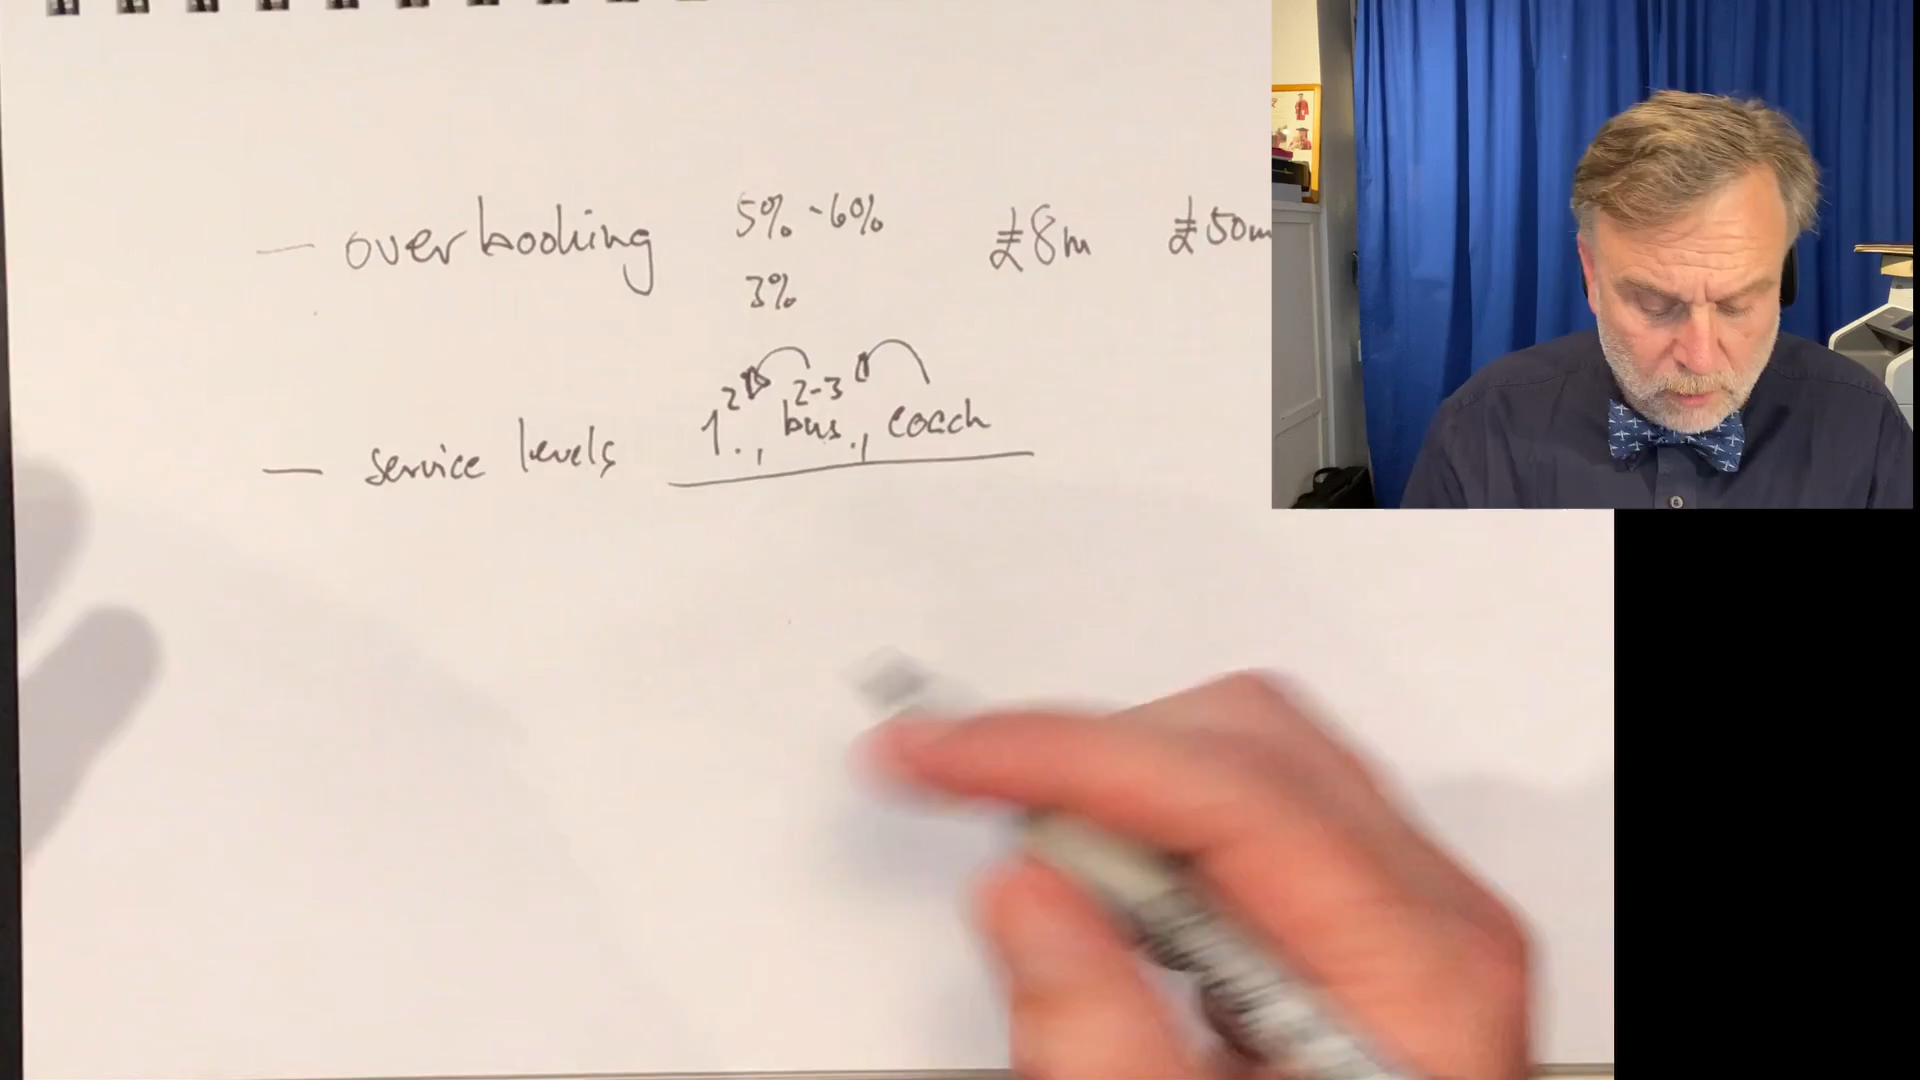 — overbooking 5% - 6% £8m £50m
3%
2 2-3
— service levels 1., bus., coach